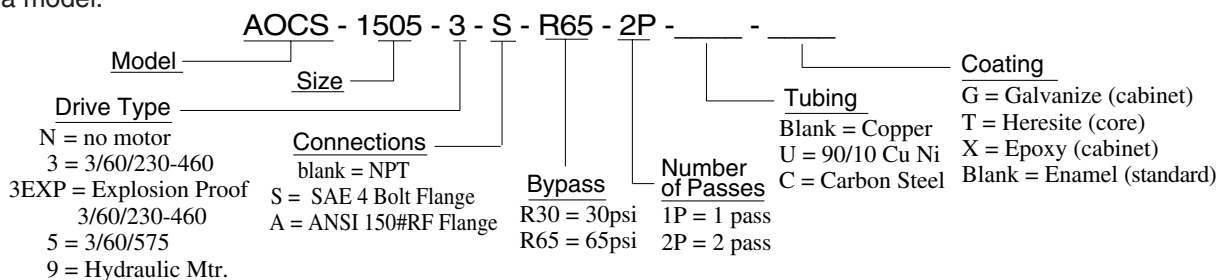 a model.
AOCS - 1505 - 3 - S - R65 - 2P -____ - ____
Model
Size
Drive Type
N = no motor
3 = 3/60/230-460
3EXP = Explosion Proof
3/60/230-460
5 = 3/60/575
9 = Hydraulic Mtr.
Connections
blank = NPT
S = SAE 4 Bolt Flange
A = ANSI 150#RF Flange
Bypass
R30 = 30psi
R65 = 65psi
Number
of Passes
1P = 1 pass
2P = 2 pass
Tubing
Blank = Copper
U = 90/10 Cu Ni
C = Carbon Steel
Coating
G = Galvanize (cabinet)
T = Heresite (core)
X = Epoxy (cabinet)
Blank = Enamel (standard)